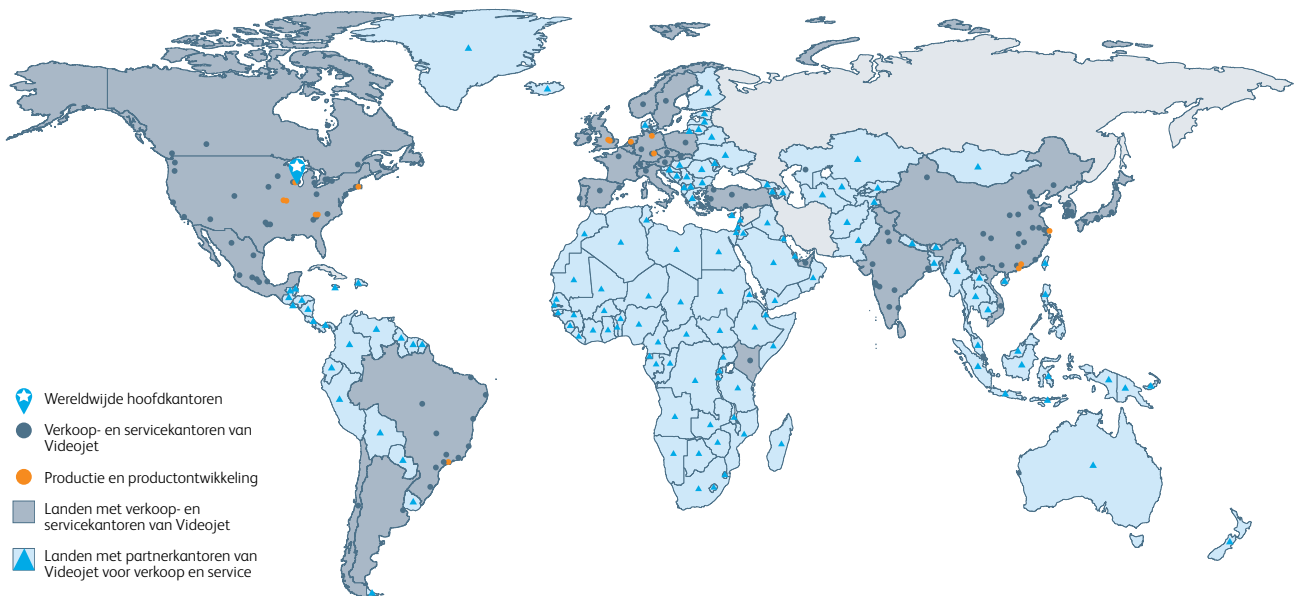 Wereldwijde hoofdkantoren
Verkoop- en servicekantoren van
Videojet
Productie en productontwikkeling
Landen met verkoop- en
servicekantoren van Videojet
Landen met partnerkantoren van
Videojet voor verkoop en service